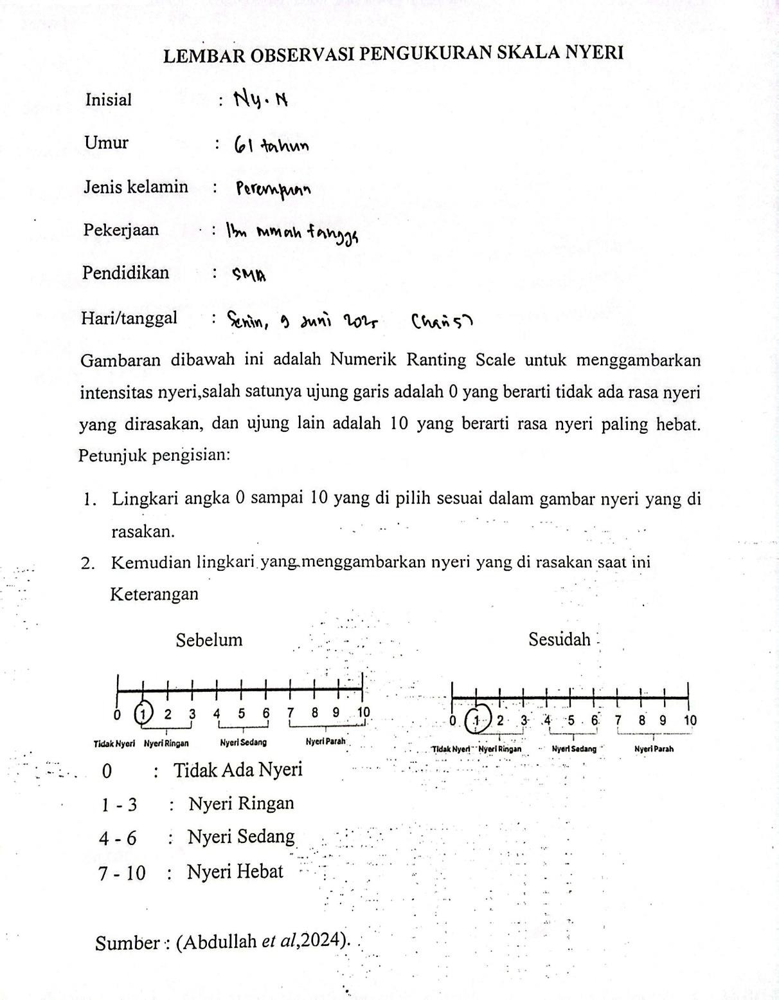 LEMBAR OBSERVASI PENGUKURAN SKALA NYERI
Inisial : Ny. N
Umur : 61 tahun
Jenis kelamin : Perempuan
Pekerjaan : Ibu rumah tangga
Pendidikan : SMA
Hari/tanggal : Senin, 9 Juni 2025 (hari 5)
Gambaran dibawah ini adalah Numerik Ranting Scale untuk menggambarkan
intensitas nyeri,salah satunya ujung garis adalah 0 yang berarti tidak ada rasa nyeri
yang dirasakan, dan ujung lain adalah 10 yang berarti rasa nyeri paling hebat.
Petunjuk pengisian:
1. Lingkari angka 0 sampai 10 yang di pilih sesuai dalam gambar nyeri yang di
rasakan.
2. Kemudian lingkari yang menggambarkan nyeri yang di rasakan saat ini
Keterangan
Sebelum Sesudah
0 1 2 3 4 5 6 7 8 9 10
Tidak Nyeri Nyeri Ringan Nyeri Sedang Nyeri Parah
0 1 2 3 4 5 6 7 8 9 10
Tidak Nyeri Nyeri Ringan Nyeri Sedang Nyeri Parah
0 : Tidak Ada Nyeri
1 - 3 : Nyeri Ringan
4 - 6 : Nyeri Sedang
7 - 10 : Nyeri Hebat
Sumber : (Abdullah et al,2024).